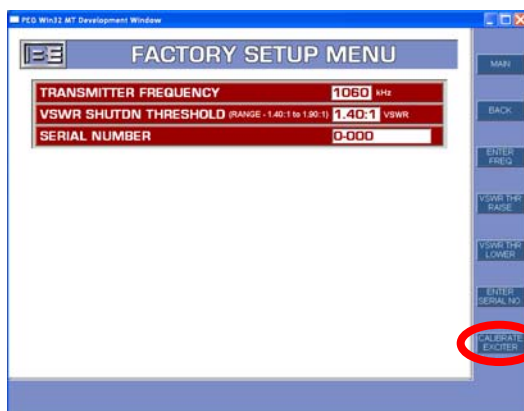 PEG Win32 MT Development Window
BE FACTORY SETUP MENU
TRANSMITTER FREQUENCY 1060 kHz
VSWR SHUTDN THRESHOLD (RANGE - 1.40:1 to 1.90:1) 1.40:1 VSWR
SERIAL NUMBER 0-000
MAIN
BACK
ENTER
FREQ
VSWR THR
RAISE
VSWR THR
LOWER
ENTER
SERIAL NO.
CALIBRATE
EXCITER